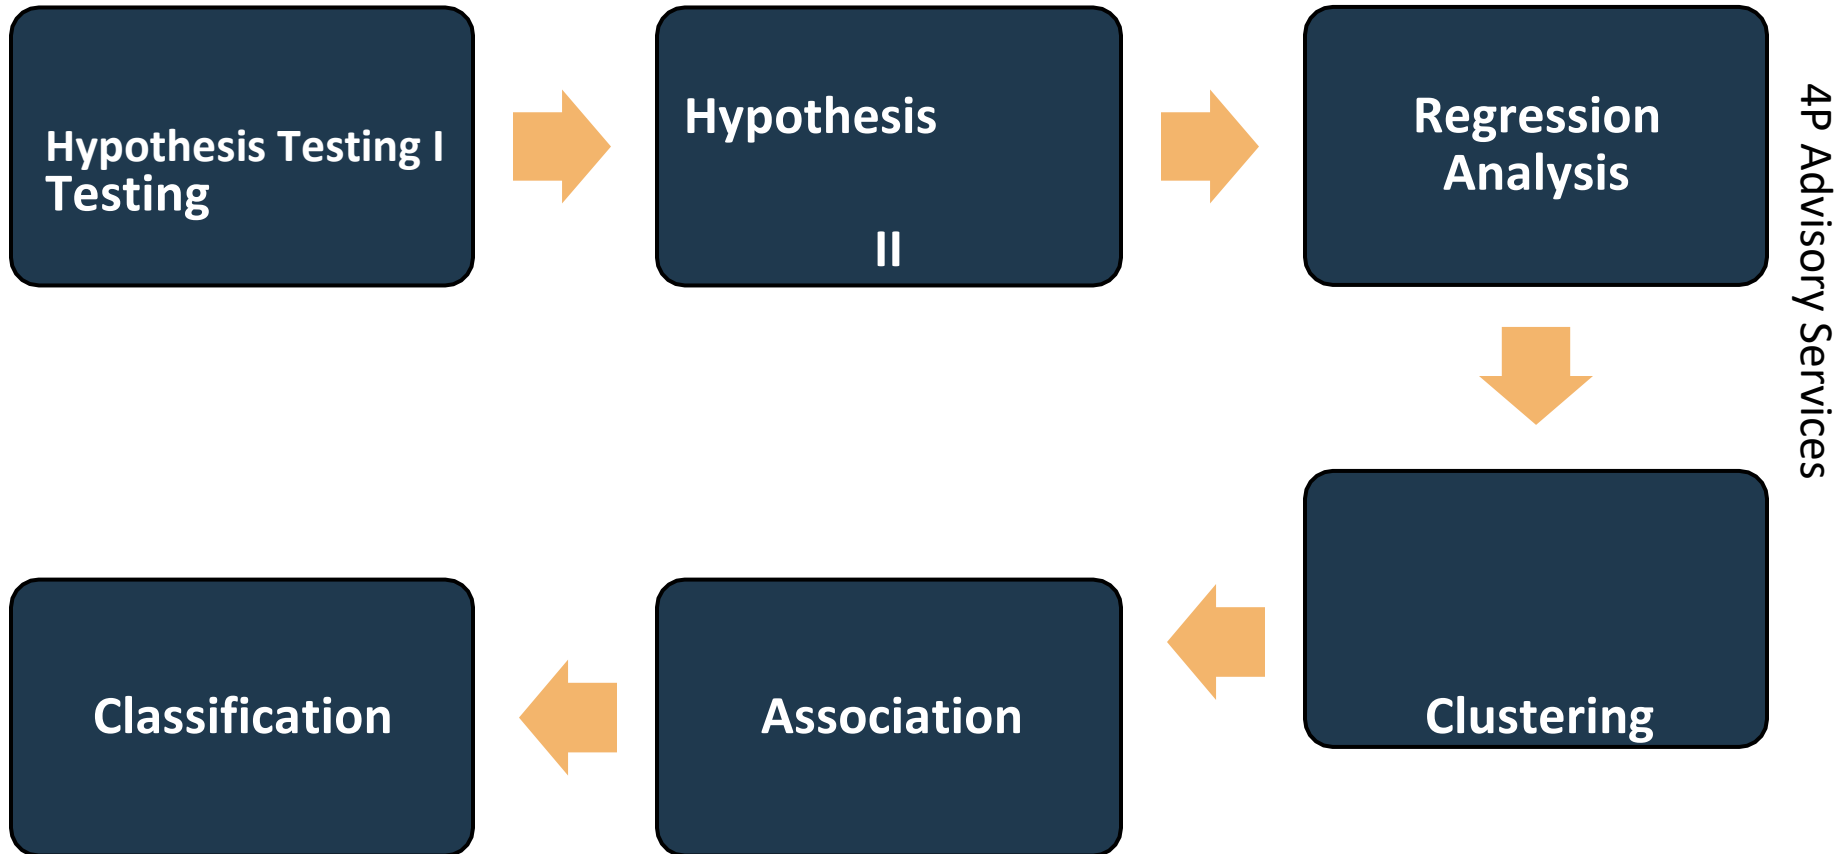 Hypothesis Testing I
Testing
Hypothesis
II
Regression
Analysis
4P Advisory Services
Clustering
Association
Classification